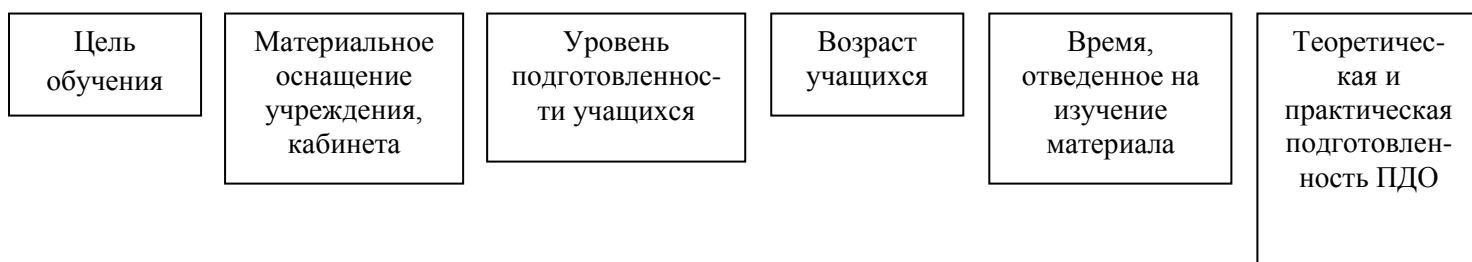 Цель
обучения
Материальное
оснащение
учреждения,
кабинета
Уровень
подготовленнос-
ти учащихся
Возраст
учащихся
Время,
отведенное на
изучение
материала
Теоретичес-
кая и
практическая
подготовлен-
ность ПДО